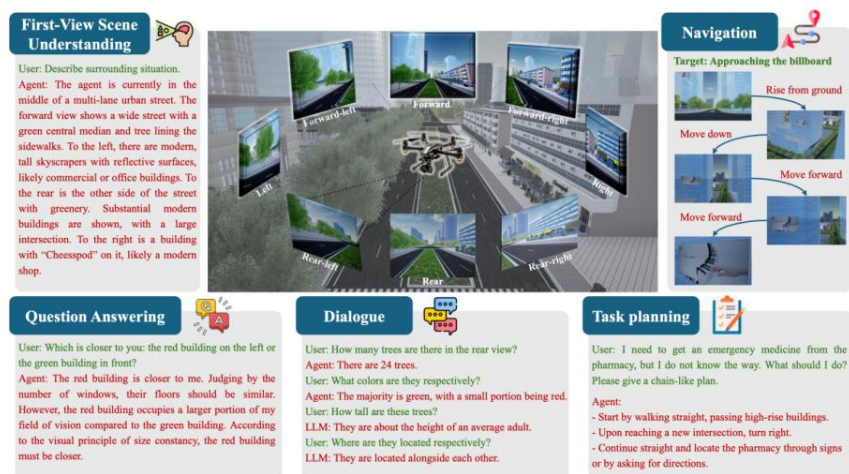 First-View Scene
Understanding
User: Describe surrounding situation.
Agent: The agent is currently in the
middle of a multi-lane urban street. The
forward view shows a wide street with a
green central median and tree lining the
sidewalks. To the left, there are modern,
tall skyscrapers with reflective surfaces,
likely commercial or office buildings. To
the rear is the other side of the street
with greenery. Substantial modern
buildings are shown, with a large
intersection. To the right is a building
with "Cheesspod" on it, likely a modern
shop.
Forward-left
Forward
Forward-right
Left
Right
Rear-left
Rear
Rear-right
Navigation
Target: Approaching the billboard
Rise from ground
Move down
Move forward
Move forward
Question Answering
Q
A
User: Which is closer to you: the red building on the left or
the green building in front?
Agent: The red building is closer to me. Judging by the
number of windows, their floors should be similar.
However, the red building occupies a larger portion of my
field of vision compared to the green building. According
to the visual principle of size constancy, the red building
must be closer.
Dialogue
User: How many trees are there in the rear view?
Agent: There are 24 trees.
User: What colors are they respectively?
Agent: The majority is green, with a small portion being red.
User: How tall are these trees?
LLM: They are about the height of an average adult.
User: Where are they located respectively?
LLM: They are located alongside each other.
Task planning
User: I need to get an emergency medicine from the
pharmacy, but I do not know the way. What should I do?
Please give a chain-like plan.
Agent:
- Start by walking straight, passing high-rise buildings.
- Upon reaching a new intersection, turn right.
- Continue straight and locate the pharmacy through signs
or by asking for directions.